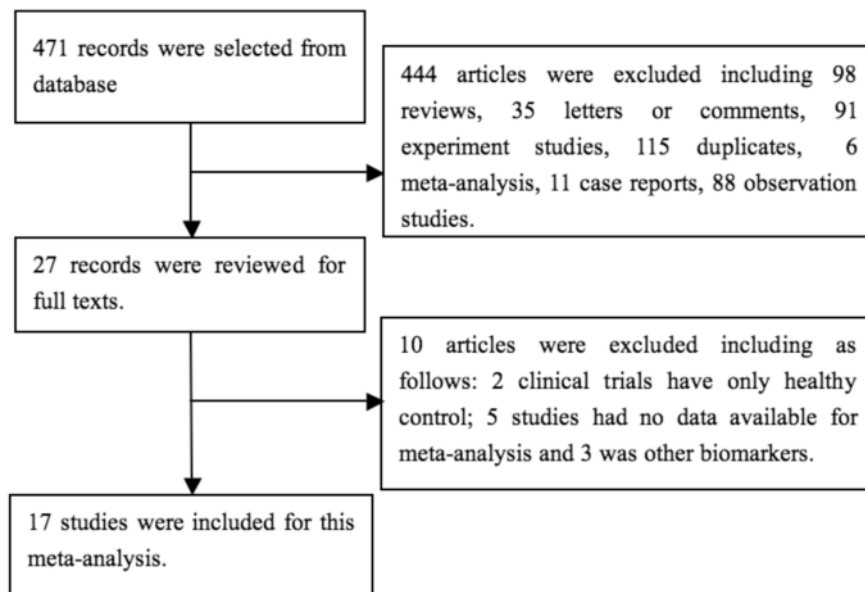 471 records were selected from
database
444 articles were excluded including 98
reviews, 35 letters or comments, 91
experiment studies, 115 duplicates, 6
meta-analysis, 11 case reports, 88 observation
studies.
27 records were reviewed for
full texts.
10 articles were excluded including as
follows: 2 clinical trials have only healthy
control; 5 studies had no data available for
meta-analysis and 3 was other biomarkers.
17 studies were included for this
meta-analysis.